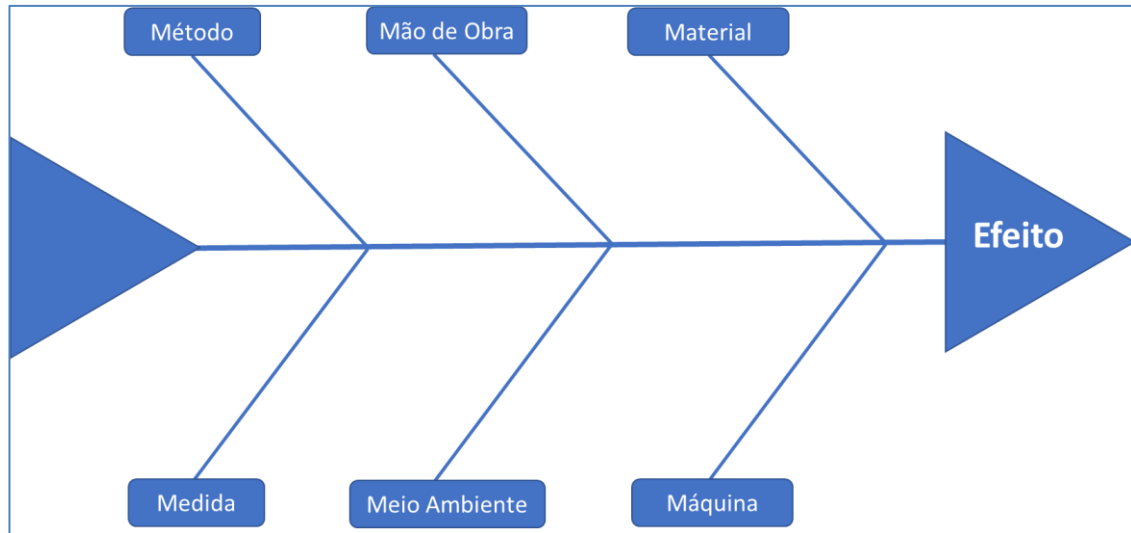 Método
Mão de Obra
Material
Efeito
Medida
Meio Ambiente
Máquina